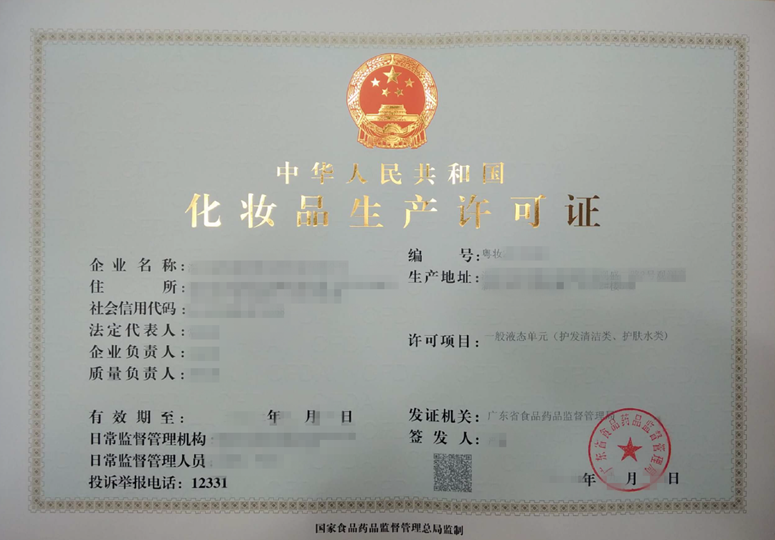 中华人民共和国
化妆品生产许可证
企业名称:
住所:
社会信用代码:
法定代表人:
企业负责人:
质量负责人:
编号:粤妆
生产地址:
许可项目:一般液态单元(护发清洁类、护肤水类)
有效期至: 年 月 日
日常监督管理机构
日常监督管理人员
投诉举报电话:12331
发证机关:广东省食品药品监督管理局
签发人:
年 月 日
广东省食品药品监督管理局
国家食品药品监督管理总局监制